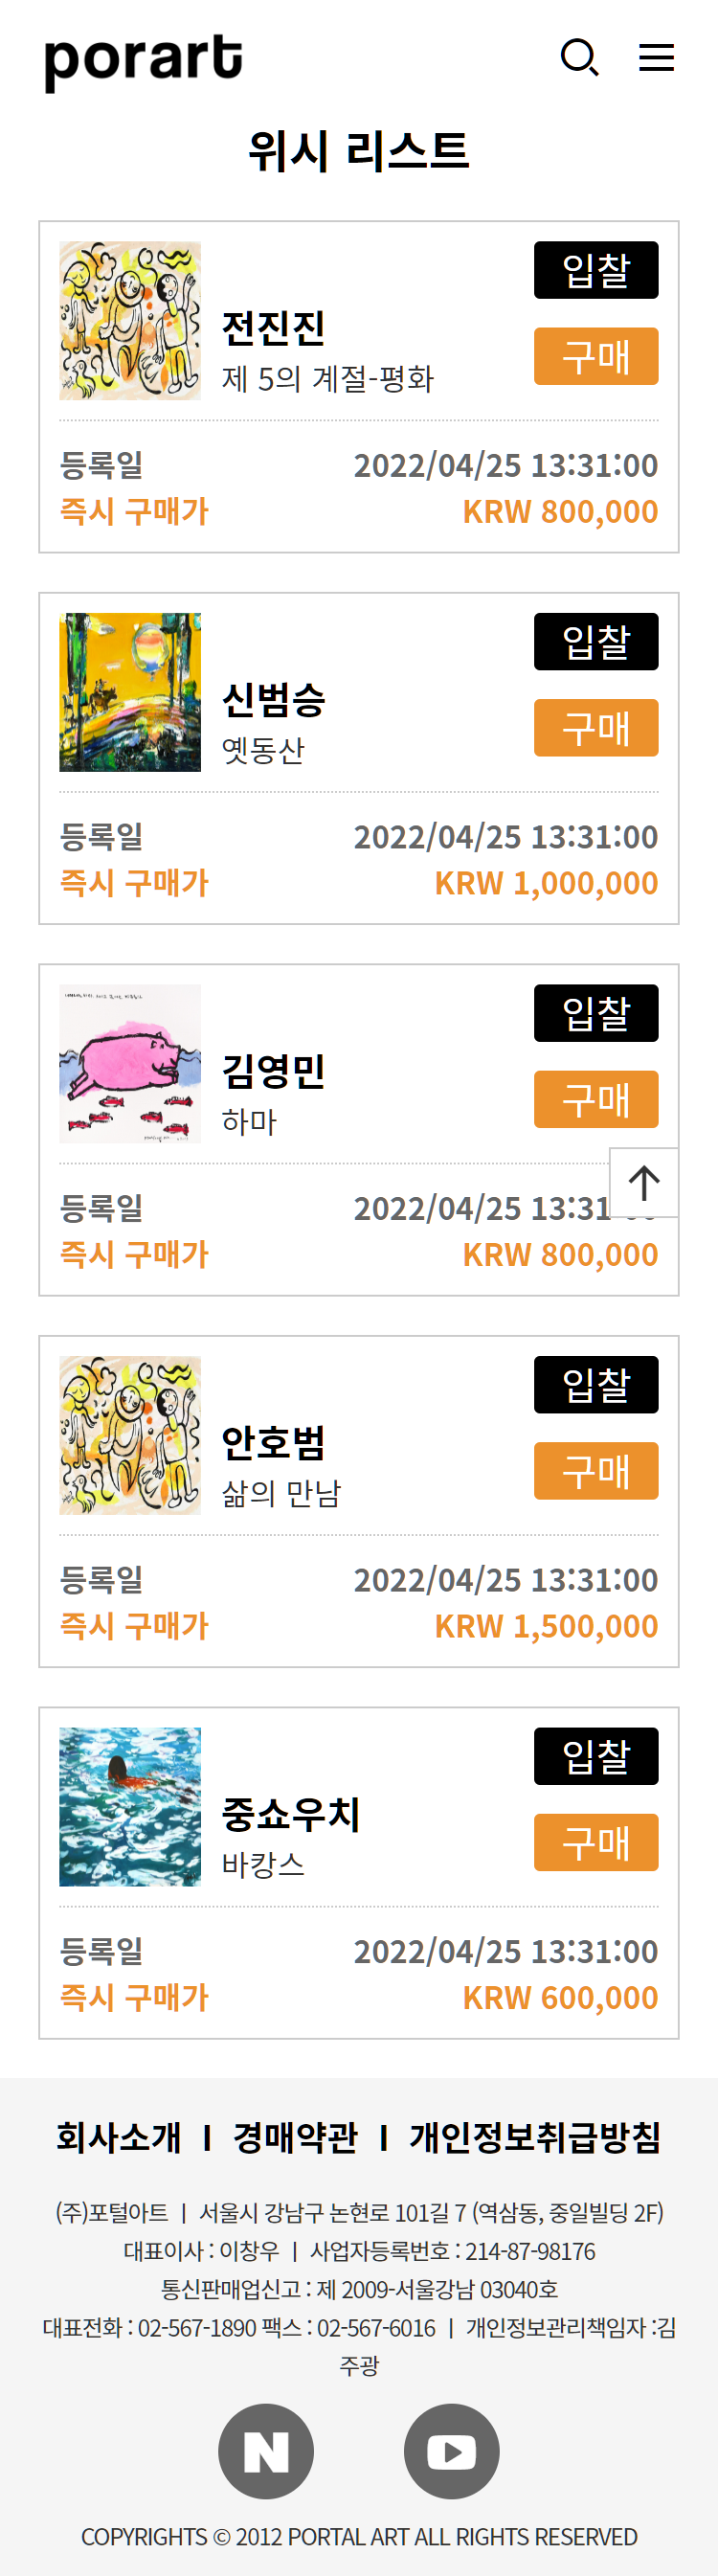 porart
위시 리스트
입찰
전진진
구매
제 5의 계절-평화
등록일 2022/04/25 13:31:00
즉시 구매가 KRW 800,000
입찰
신범승
구매
옛동산
등록일 2022/04/25 13:31:00
즉시 구매가 KRW 1,000,000
입찰
김영민
구매
하마
등록일 2022/04/25
즉시 구매가 KRW 800,000
입찰
안호범
구매
삶의 만남
등록일 2022/04/25 13:31:00
즉시 구매가 KRW 1,500,000
입찰
중쇼우치
구매
바캉스
등록일 2022/04/25 13:31:00
즉시 구매가 KRW 600,000
회사소개 ㅣ 경매약관 ㅣ 개인정보취급방침
(주)포털아트 ㅣ 서울시 강남구 논현로 101길 7 (역삼동, 중일빌딩 2F)
대표이사 : 이창우 ㅣ 사업자등록번호 : 214-87-98176
통신판매업신고 : 제 2009-서울강남 03040호
대표전화 : 02-567-1890 팩스 : 02-567-6016 ㅣ 개인정보관리책임자 :김
주광
N
COPYRIGHTS © 2012 PORTAL ART ALL RIGHTS RESERVED